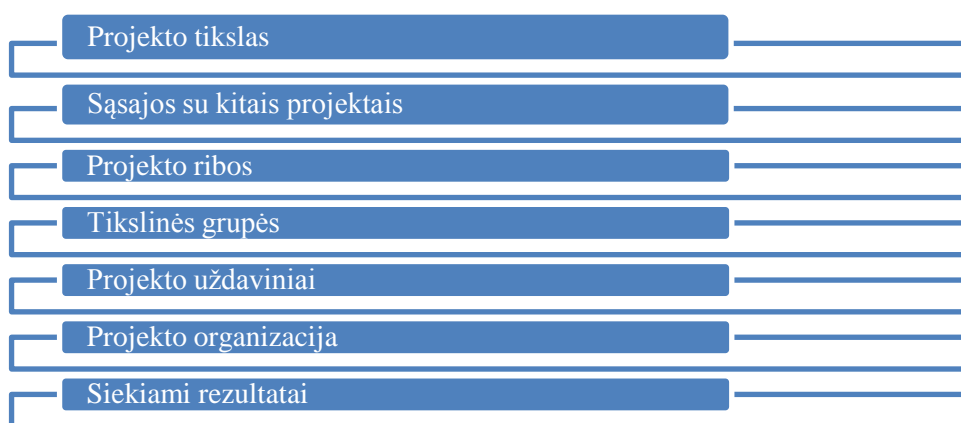 Projekto tikslas
Sąsajos su kitais projektais
Projekto ribos
Tikslinės grupės
Projekto uždaviniai
Projekto organizacija
Siekiami rezultatai